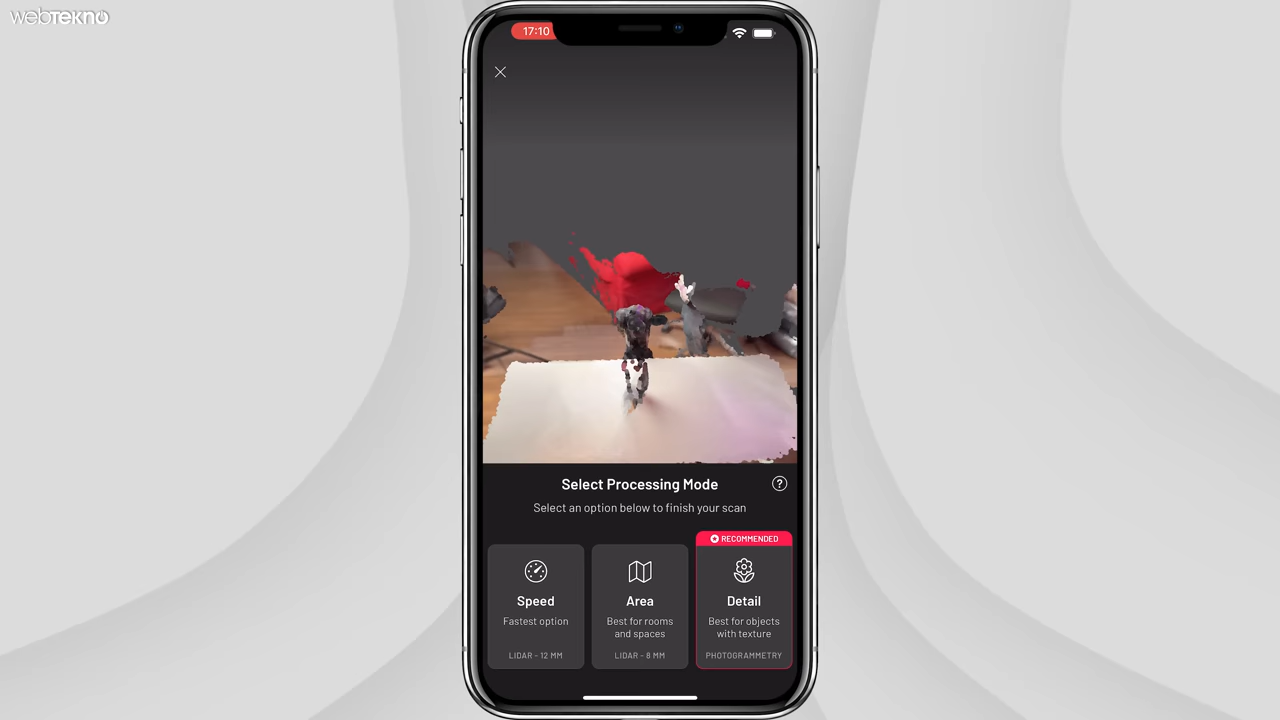 webtekno
17:10
Select Processing Mode
?
Select an option below to finish your scan
RECOMMENDED
Speed
Fastest option
LIDAR - 12 MM
Area
Best for rooms
and spaces
LIDAR - 8 MM
Detail
Best for objects
with texture
PHOTOGRAMMETRY